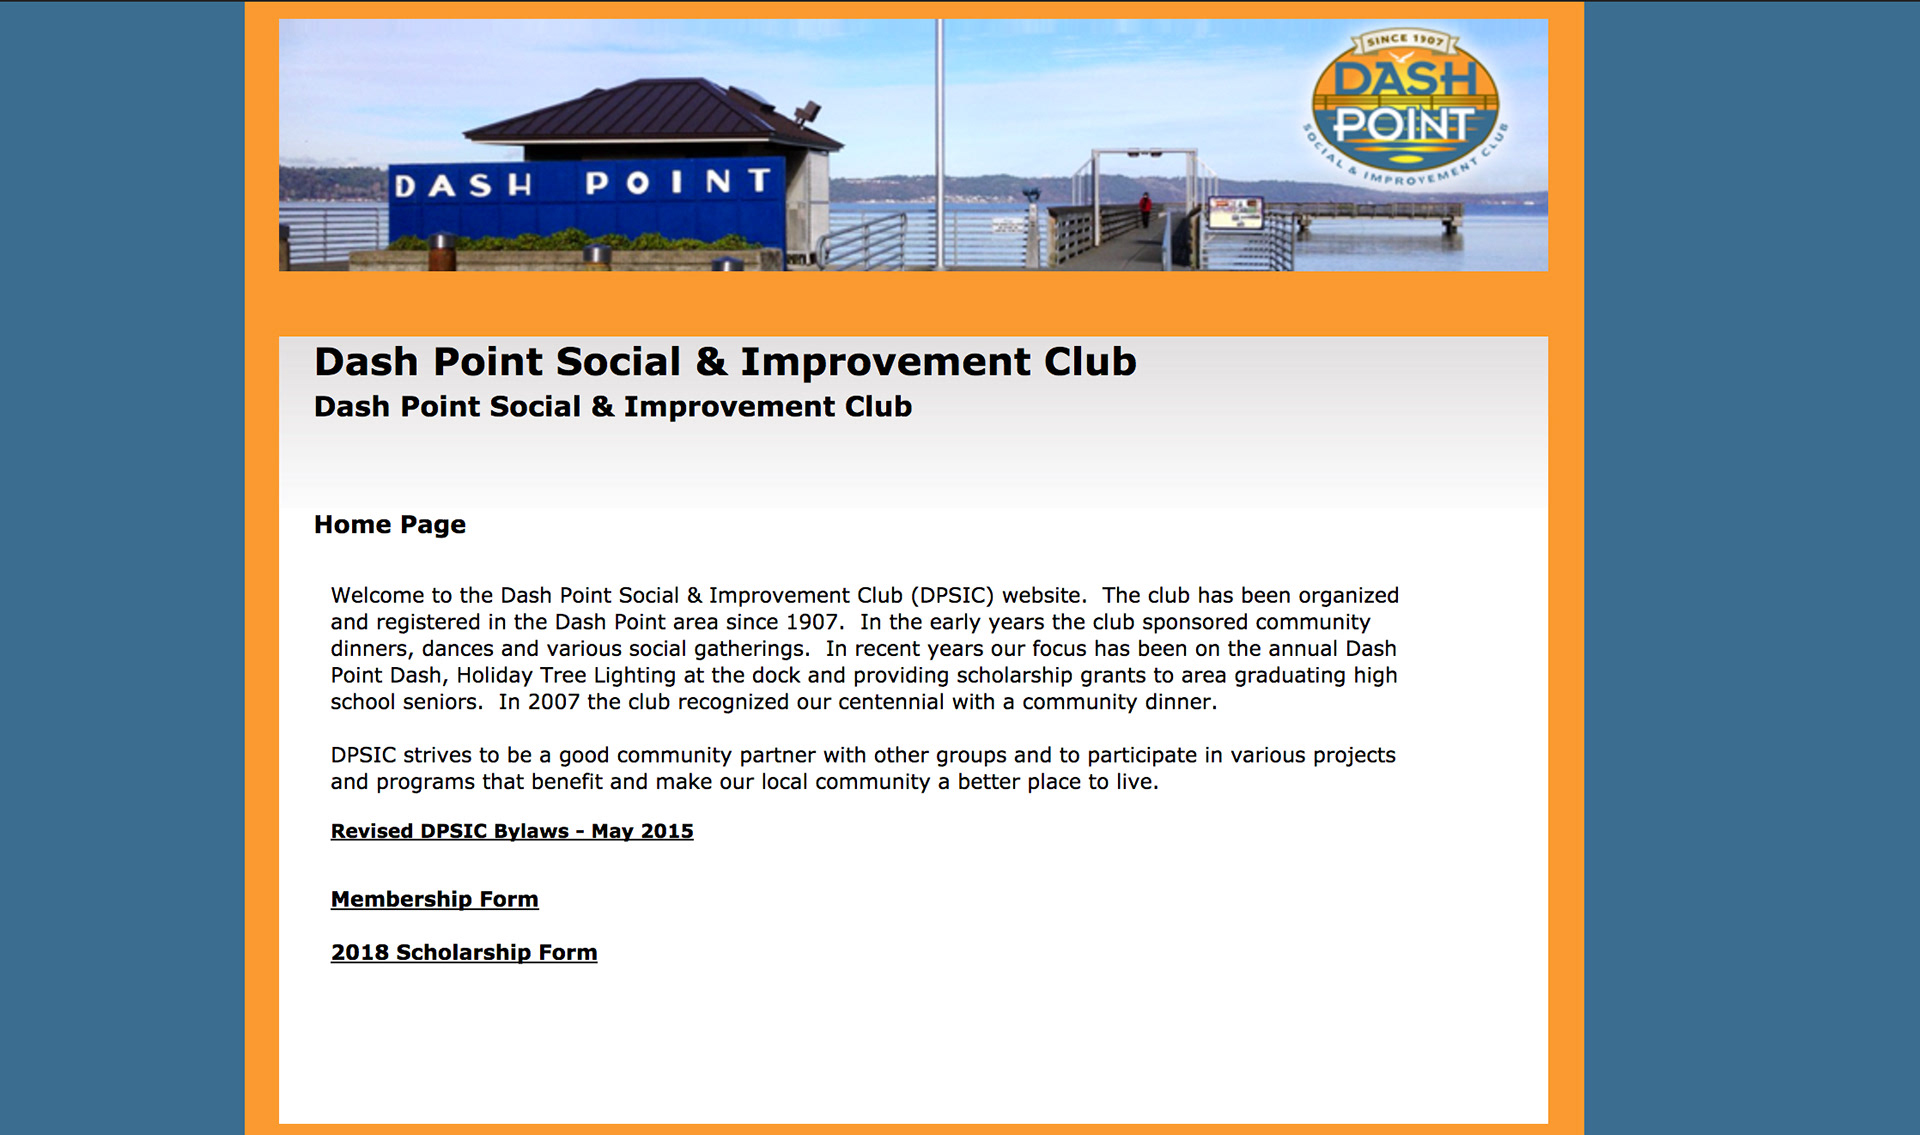 SINCE 1907
DASH
POINT
SOCIAL & IMPROVEMENT CLUB
DASH POINT
Dash Point Social & Improvement Club
Dash Point Social & Improvement Club
Home Page
Welcome to the Dash Point Social & Improvement Club (DPSIC) website.  The club has been organized
and registered in the Dash Point area since 1907.  In the early years the club sponsored community
dinners, dances and various social gatherings.  In recent years our focus has been on the annual Dash
Point Dash, Holiday Tree Lighting at the dock and providing scholarship grants to area graduating high
school seniors.  In 2007 the club recognized our centennial with a community dinner.
DPSIC strives to be a good community partner with other groups and to participate in various projects
and programs that benefit and make our local community a better place to live.
Revised DPSIC Bylaws - May 2015
Membership Form
2018 Scholarship Form